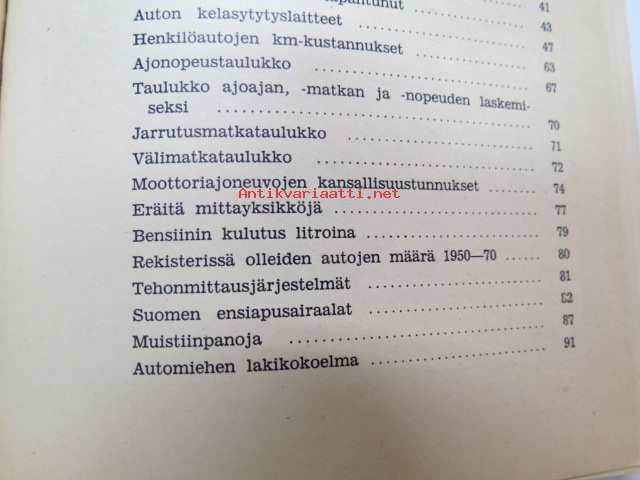 41
Auton kelasytytyslaitteet ........ 43
Henkilöautojen km-kustannukset ........ 47
Ajonopeustaulukko ........ 63
Taulukko ajoajan, -matkan ja -nopeuden laskemi- 67
seksi ........ 70
Jarrutusmatkataulukko ........ 71
Välimatkataulukko ........ 72
Moottoriajoneuvojen kansallisuustunnukset ........ 74
Antikvariaatti.net
Eräitä mittayksikköjä ........ 77
Bensiinin kulutus litroina ........ 79
Rekisterissä olleiden autojen määrä 1950—70 ...... 80
Tehonmittausjärjestelmät ........ 81
Suomen ensiapusairaalat ........ 82
Muistiinpanoja ........ 87
Automiehen lakikokoelma ........ 91